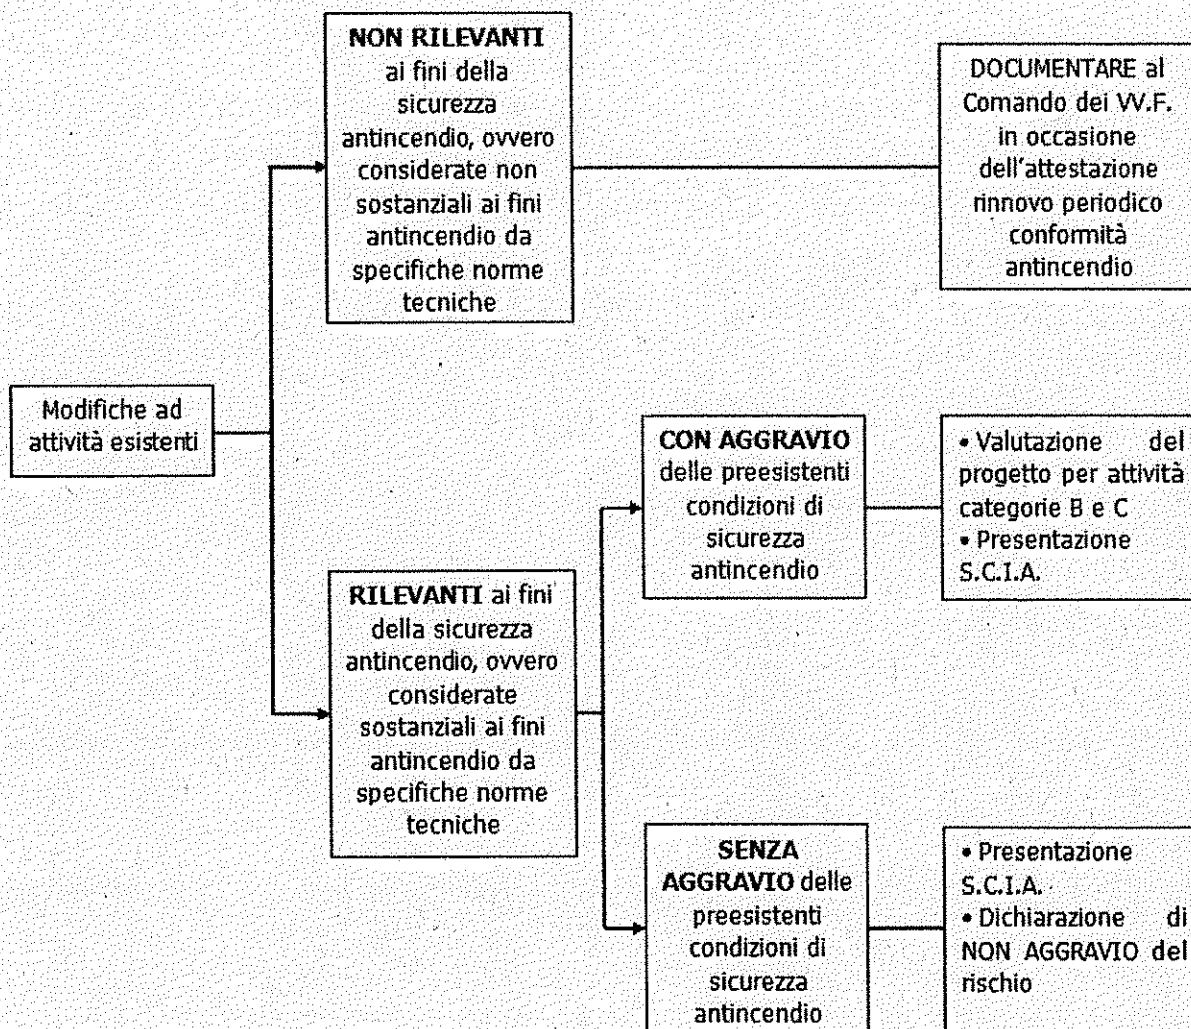 NON RILEVANTI
ai fini della
sicurezza
antincendio, ovvero
considerate non
sostanziali ai fini
antincendio da
specifiche norme
tecniche
DOCUMENTARE al
Comando dei VV.F.
in occasione
dell'attestazione
rinnovo periodico
conformità
antincendio
Modifiche ad
attività esistenti
CON AGGRAVIO
delle preesistenti
condizioni di
sicurezza
antincendio
• Valutazione del
progetto per attività
categorie B e C
• Presentazione
S.C.I.A.
RILEVANTI ai fini
della sicurezza
antincendio, ovvero
considerate
sostanziali ai fini
antincendio da
specifiche norme
tecniche
SENZA
AGGRAVIO delle
preesistenti
condizioni di
sicurezza
antincendio
• Presentazione
S.C.I.A.
• Dichiarazione di
NON AGGRAVIO del
rischio